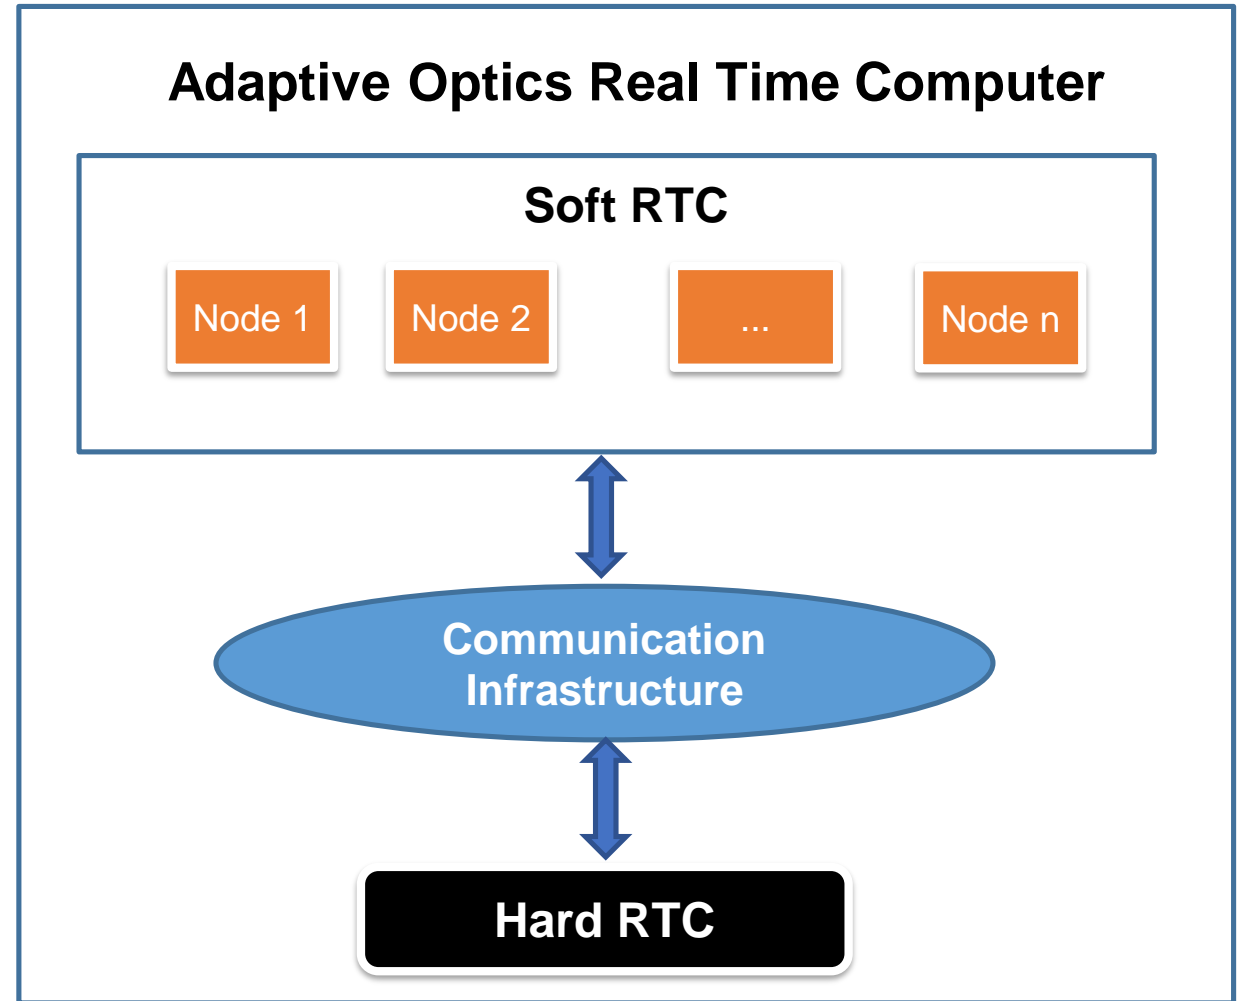 Adaptive Optics Real Time Computer
Soft RTC
Node 1
Node 2
...
Node n
Communication
Infrastructure
Hard RTC